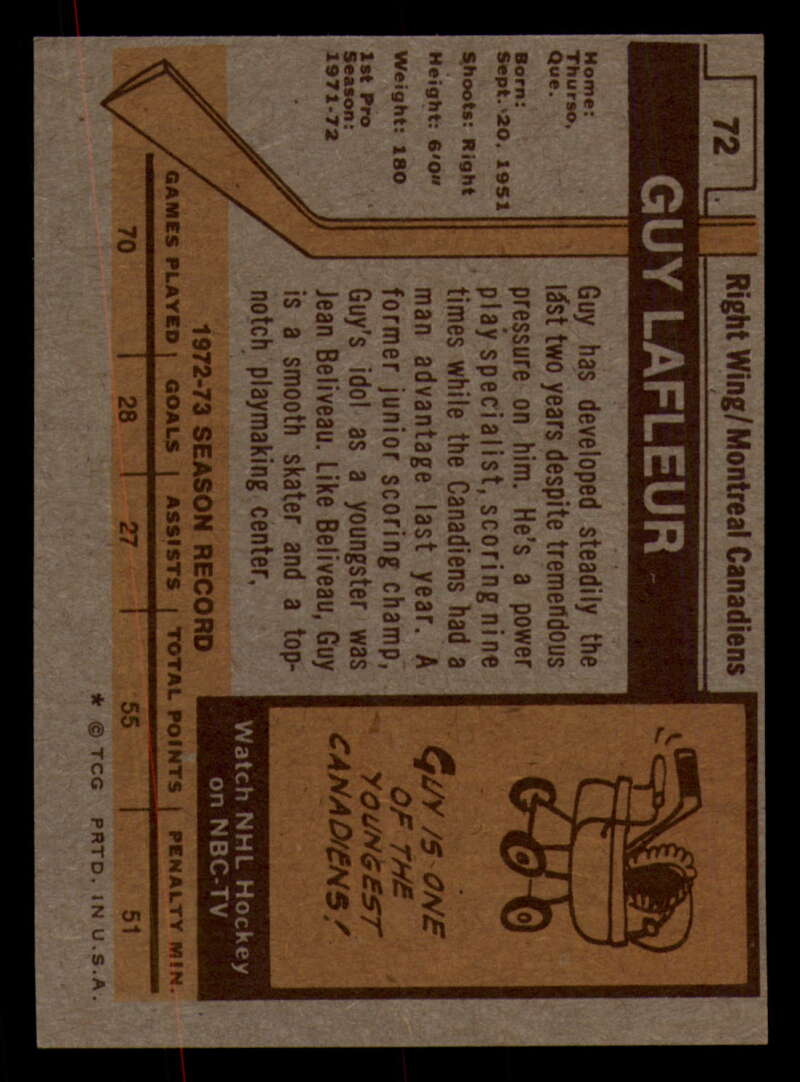 72
Right Wing/Montreal Canadiens
GUY LAFLEUR
Home:
Thurso,
Que.
Born:
Sept. 20, 1951
Shoots: Right
Height: 6'0"
Weight: 180
1st Pro
Season:
1971-72
Guy has developed steadily the
last two years despite tremendous
pressure on him. He's a power
play specialist, scoring nine
times while the Canadiens had a
man advantage last year. A
former junior scoring champ,
Guy's idol as a youngster was
Jean Beliveau. Like Beliveau, Guy
is a smooth skater and a top-
notch playmaking center.
GUY IS ONE
OF THE
YOUNGEST
CANADIENS!
Watch NHL Hockey
on NBC-TV
1972-73 SEASON RECORD
GAMES PLAYED | GOALS | ASSISTS | TOTAL POINTS | PENALTY MIN.
70 28 27 55 51
* © TCG PRTD. IN U.S.A.